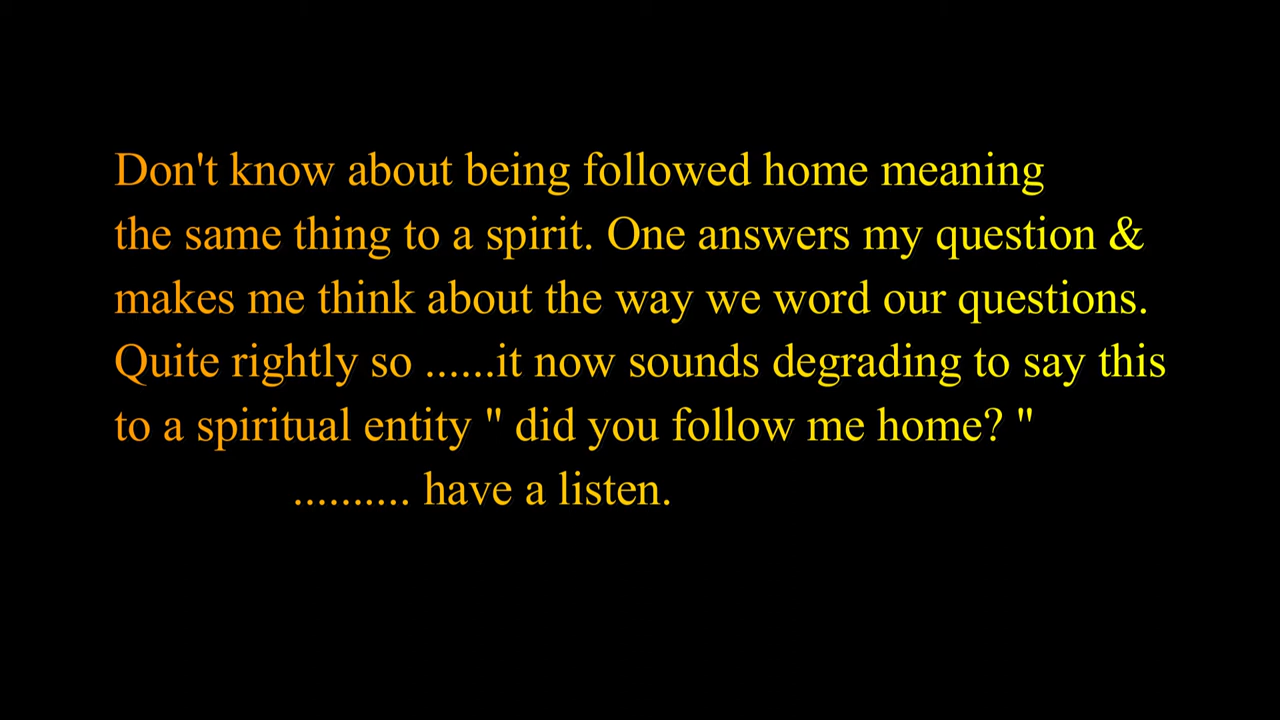 Don't know about being followed home meaning
the same thing to a spirit. One answers my question &
makes me think about the way we word our questions.
Quite rightly so ......it now sounds degrading to say this
to a spiritual entity " did you follow me home? "
.......... have a listen.